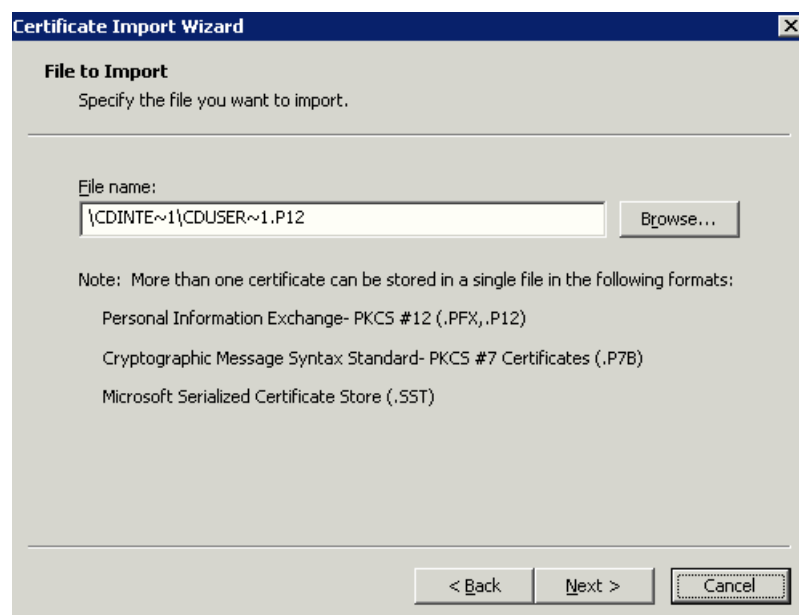 Certificate Import Wizard
File to Import
Specify the file you want to import.
File name:
\CDINTE~1\CDUSER~1.P12
Browse...
Note: More than one certificate can be stored in a single file in the following formats:
Personal Information Exchange- PKCS #12 (.PFX,.P12)
Cryptographic Message Syntax Standard- PKCS #7 Certificates (.P7B)
Microsoft Serialized Certificate Store (.SST)
< Back Next > Cancel